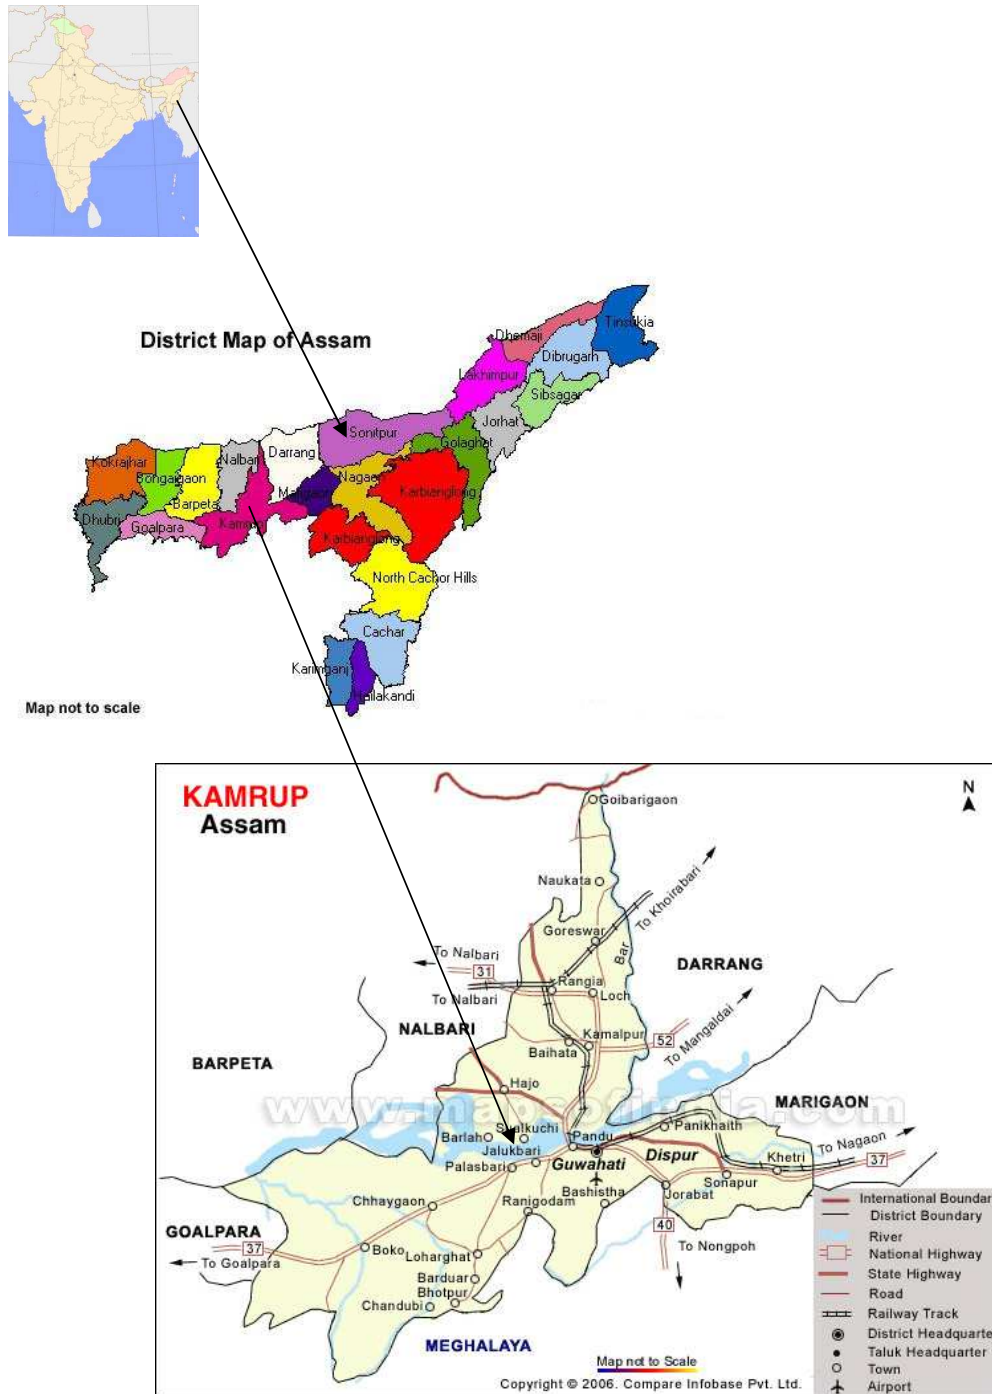 District Map of Assam
Tinsukia
Dhemaji
Dibrugarh
Lakhimpur
Sibsagar
Jorhat
Sonitpur
Golaghat
Darrang
Nalbari
Kokrajhar
Bongaigaon
Nagaon
Marigaon
Karbianglong
Barpeta
Dhubri
Goalpara
Kamrup
Karbianglong
North Cachor Hills
Cachar
Karimganj
Hailakandi
Map not to scale
KAMRUP
Assam
N
Goibarigaon
Naukata
To Khoirabari
Goreswar
Bar
To Nalbari
31
DARRANG
Rangia
To Nalbari
Loch
NALBARI
Kamalpur
52
To Mangaldai
Baihata
BARPETA
Hajo
MARIGAON
www.mapsofindia.com
Sualkuchi
Panikhaith
Barlah
Pandu
To Nagaon
Jalukbari
Dispur
37
Palasbari
Guwahati
Khetri
Sonapur
Bashistha
Jorabat
Chhaygaon
Ranigodam
40
GOALPARA
37
Boko
Loharghat
To Nongpoh
To Goalpara
Barduar
Bhotpur
Chandubi
MEGHALAYA
International Boundar
District Boundary
River
National Highway
State Highway
Road
Railway Track
District Headquarte
Taluk Headquarter
Town
Airport
Map not to Scale
Copyright © 2006. Compare Infobase Pvt. Ltd.